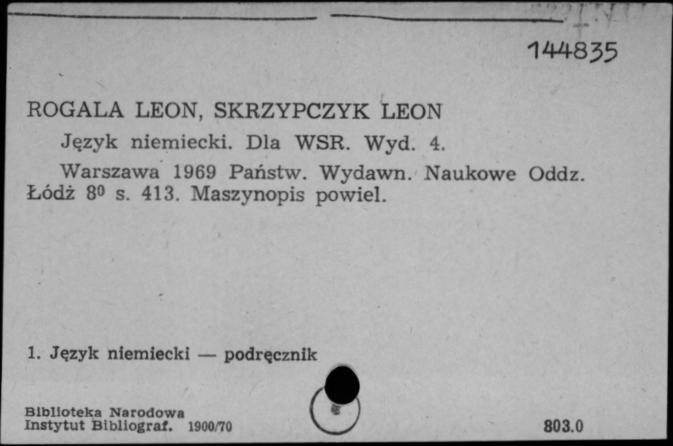 144835
ROGALA LEON, SKRZYPCZYK LEON
Język niemiecki. Dla WSR. Wyd. 4.
Warszawa 1969 Państw. Wydawn. Naukowe Oddz.
Łódź 8⁰ s. 413. Maszynopis powiel.
1. Język niemiecki — podręcznik
Biblioteka Narodowa
Instytut Bibliograf. 1900/70
803.0